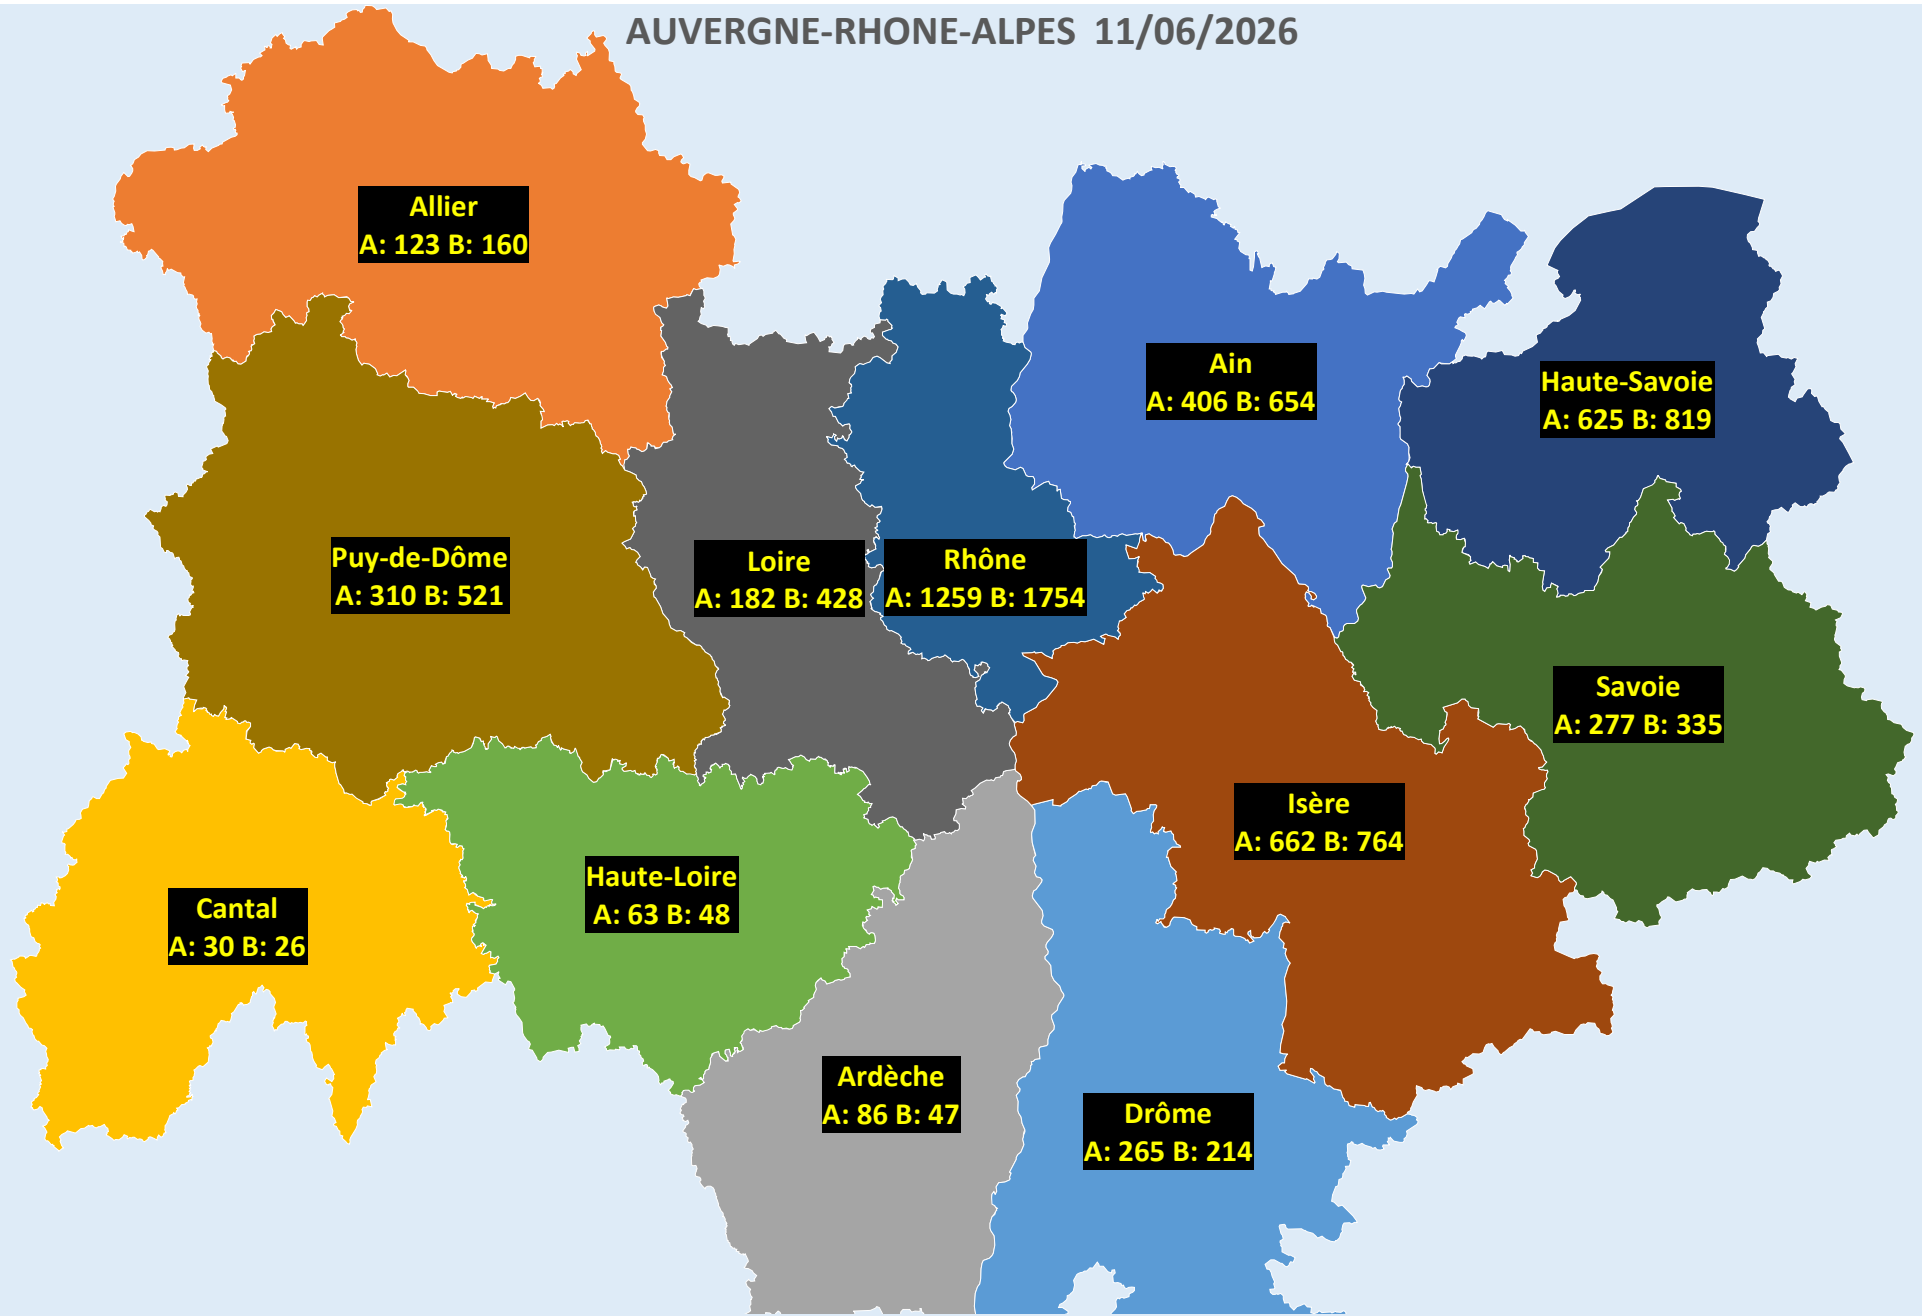 AUVERGNE-RHONE-ALPES 11/06/2026
Allier
A: 123 B: 160
Ain
A: 406 B: 654
Haute-Savoie
A: 625 B: 819
Puy-de-Dôme
A: 310 B: 521
Loire
A: 182 B: 428
Rhône
A: 1259 B: 1754
Savoie
A: 277 B: 335
Isère
A: 662 B: 764
Haute-Loire
A: 63 B: 48
Cantal
A: 30 B: 26
Ardèche
A: 86 B: 47
Drôme
A: 265 B: 214